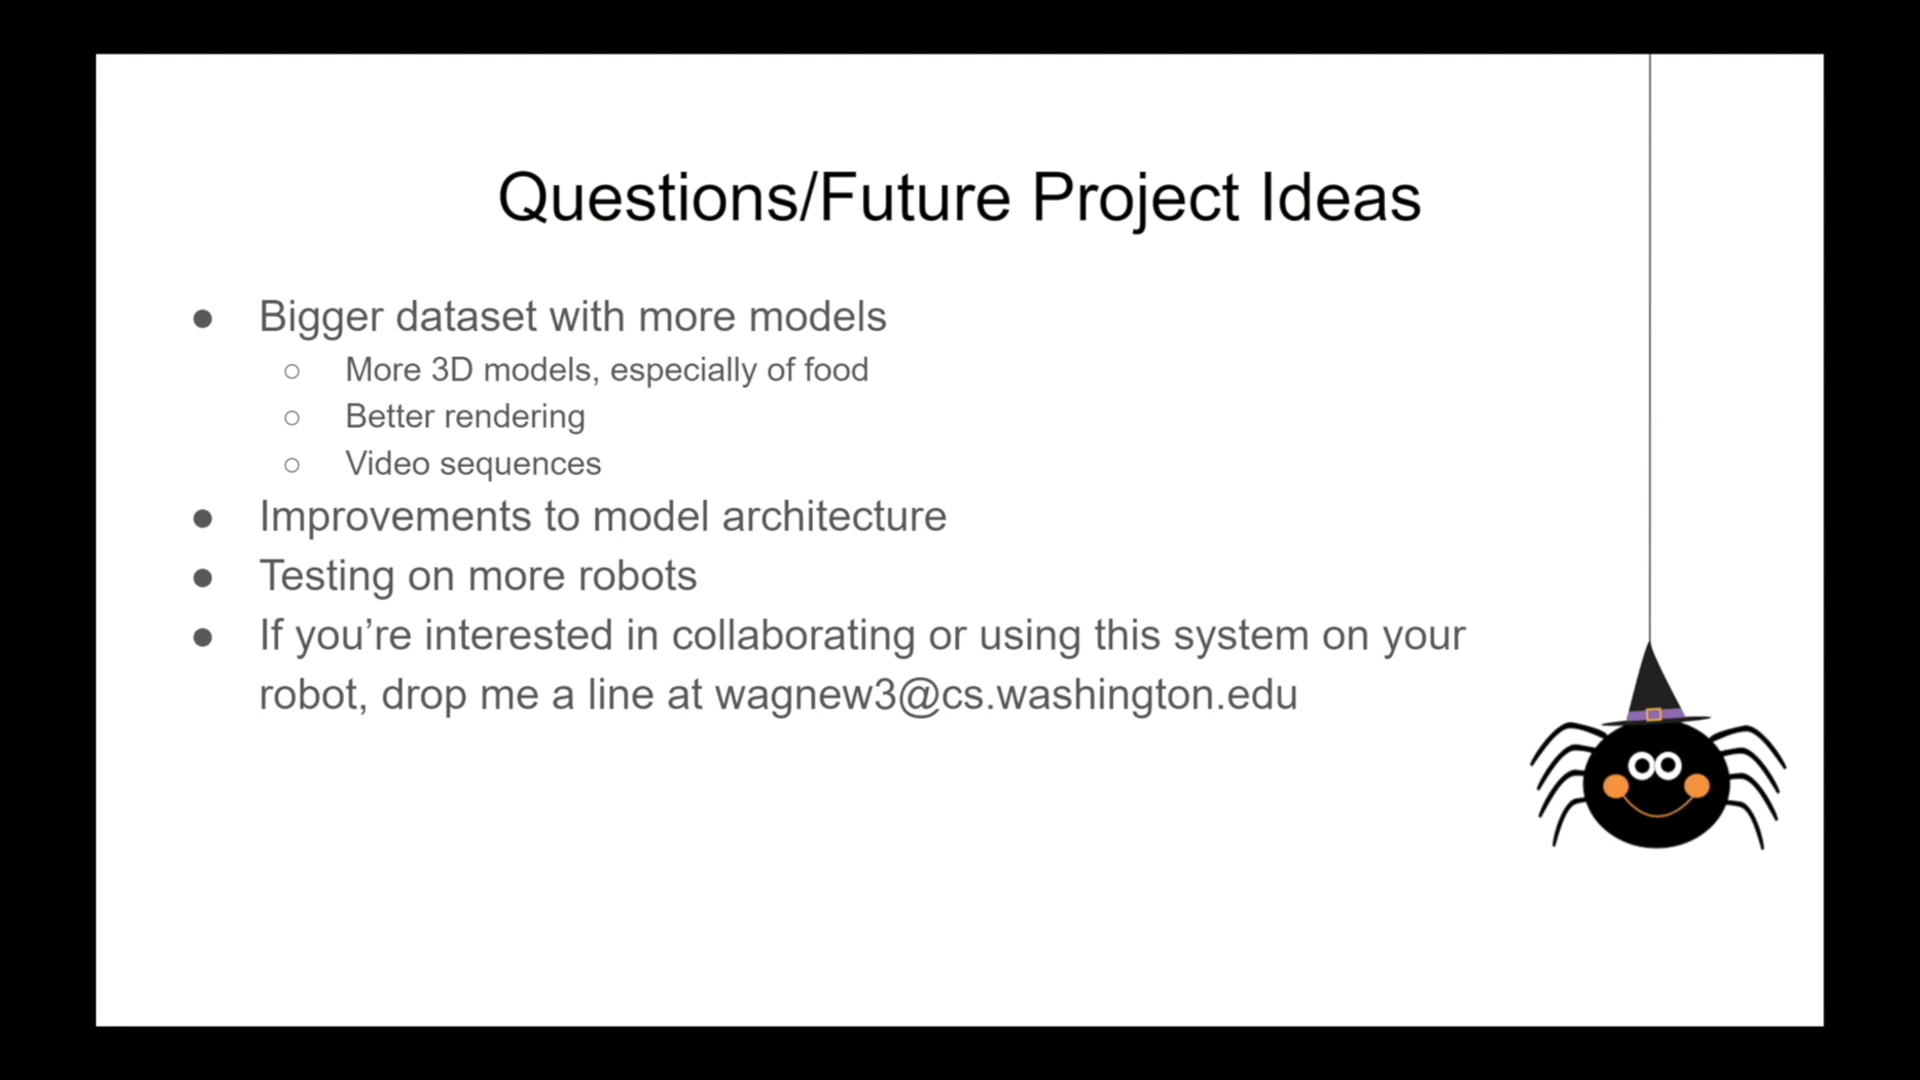 Questions/Future Project Ideas
● Bigger dataset with more models
○ More 3D models, especially of food
○ Better rendering
○ Video sequences
● Improvements to model architecture
● Testing on more robots
● If you’re interested in collaborating or using this system on your
robot, drop me a line at wagnew3@cs.washington.edu